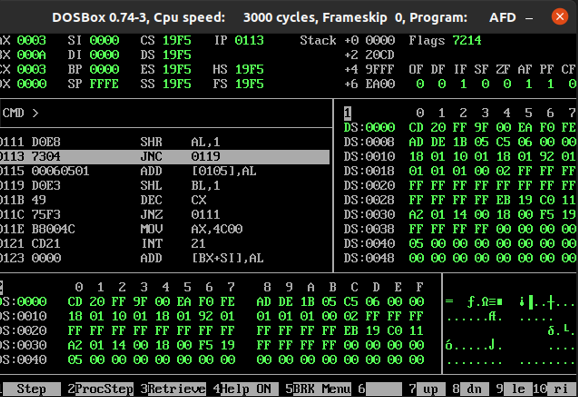 DOSBox 0.74-3, Cpu speed: 3000 cycles, Frameskip 0, Program: AFD
AX 0003 SI 0000 CS 19F5 IP 0113 Stack +0 0000 Flags 7214
BX 000A DI 0000 DS 19F5 +2 20CD
CX 0003 BP 0000 ES 19F5 HS 19F5 +4 9FFF OF DF IF SF ZF AF PF CF
DX 0000 SP FFFE SS 19F5 FS 19F5 +6 EA00 0 0 1 0 0 1 1 0
CMD >
0111 D0E8 SHR AL,1
0113 7304 JNC 0119
0115 00060501 ADD [0105],AL
0119 D0E3 SHL BL,1
011B 49 DEC CX
011C 75F3 JNZ 0111
011E B8004C MOV AX,4C00
0121 CD21 INT 21
0123 0000 ADD [BX+SI],AL
1 0 1 2 3 4 5 6 7
DS:0000 CD 20 FF 9F 00 EA F0 FE
DS:0008 AD DE 1B 05 C5 06 00 00
DS:0010 18 01 10 01 18 01 92 01
DS:0018 01 01 01 00 02 FF FF FF
DS:0020 FF FF FF FF FF FF FF FF
DS:0028 FF FF FF FF EB 19 C0 11
DS:0030 A2 01 14 00 18 00 F5 19
DS:0038 FF FF FF FF 00 00 00 00
DS:0040 05 00 00 00 00 00 00 00
DS:0048 00 00 00 00 00 00 00 00
2 0 1 2 3 4 5 6 7 8 9 A B C D E F
DS:0000 CD 20 FF 9F 00 EA F0 FE AD DE 1B 05 C5 06 00 00
DS:0010 18 01 10 01 18 01 92 01 01 01 01 00 02 FF FF FF
DS:0020 FF FF FF FF FF FF FF FF FF FF FF FF EB 19 C0 11
DS:0030 A2 01 14 00 18 00 F5 19 FF FF FF FF 00 00 00 00
DS:0040 05 00 00 00 00 00 00 00 00 00 00 00 00 00 00 00
1 Step 2 ProcStep 3 Retrieve 4 Help ON 5 BRK Menu 6 7 up 8 dn 9 le 10 ri